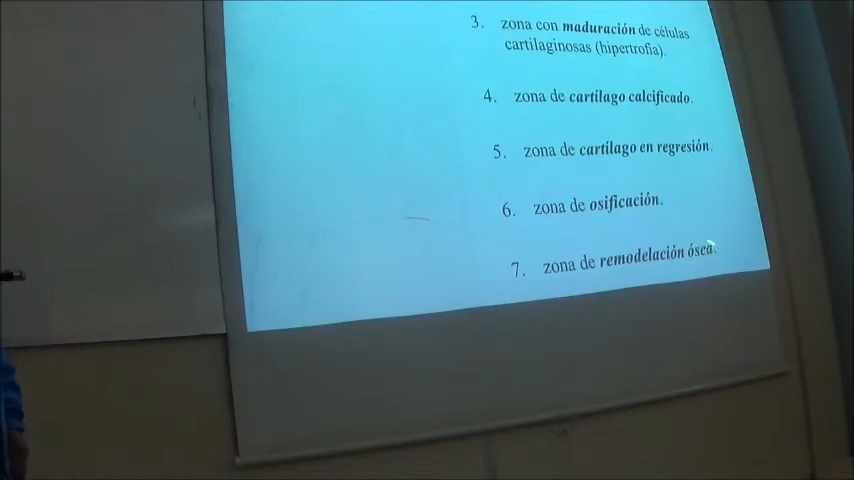 3. zona con maduración de células
cartilaginosas (hipertrofia).
4. zona de cartílago calcificado.
5. zona de cartílago en regresión.
6. zona de osificación.
7. zona de remodelación ósea.